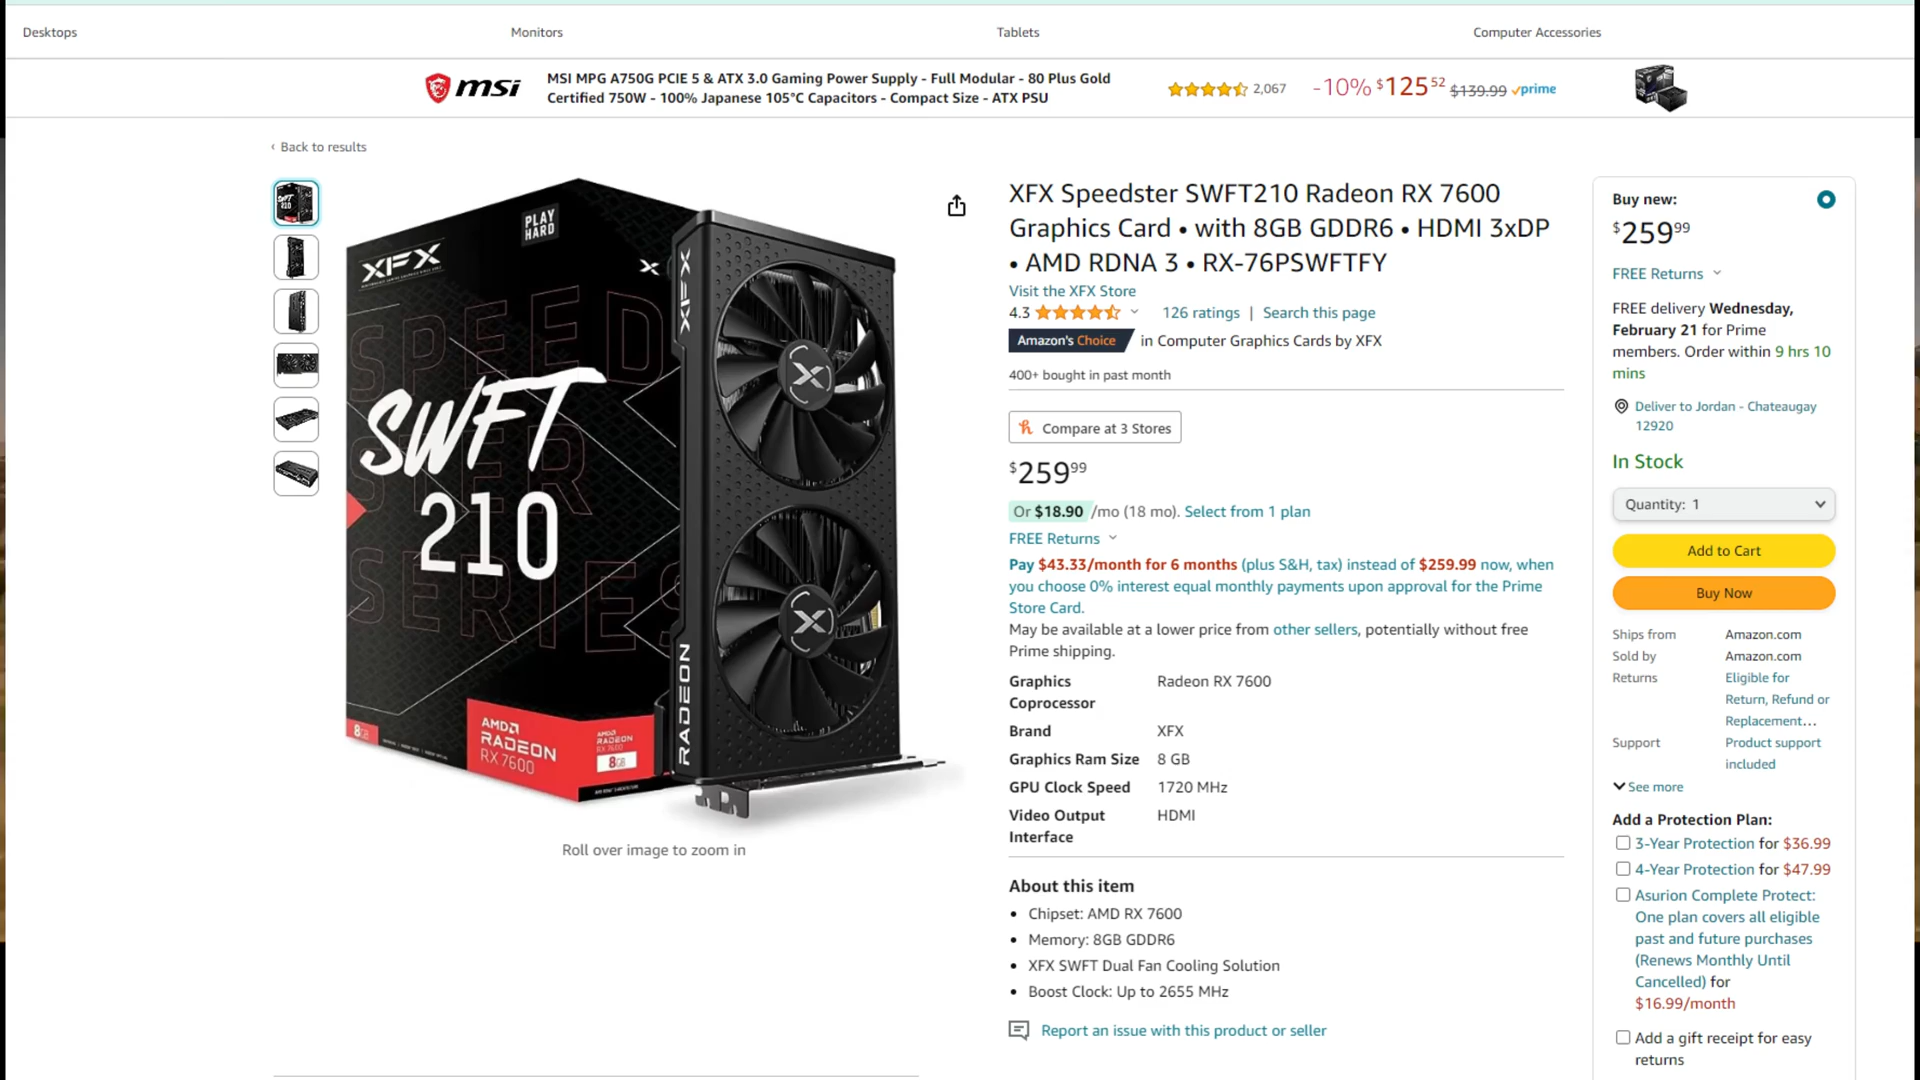 Desktops
Monitors
Tablets
Computer Accessories
msi
MSI MPG A750G PCIE 5 & ATX 3.0 Gaming Power Supply - Full Modular - 80 Plus Gold
Certified 750W - 100% Japanese 105°C Capacitors - Compact Size - ATX PSU
2,067
-10% $125 52 $139.99 prime
‹ Back to results
PLAY
HARD
XFX
SPEED
STER
SERIES
SWFT
210
8GB
AMD
RADEON
RX 7600
AMD
RADEON
RX 7600
8GB
XFX
RADEON
SWFT
210
Roll over image to zoom in
XFX Speedster SWFT210 Radeon RX 7600
Graphics Card • with 8GB GDDR6 • HDMI 3xDP
• AMD RDNA 3 • RX-76PSWFTFY
Visit the XFX Store
4.3
126 ratings | Search this page
Amazon's Choice in Computer Graphics Cards by XFX
400+ bought in past month
Compare at 3 Stores
$259 99
Or $18.90 /mo (18 mo). Select from 1 plan
FREE Returns
Pay $43.33/month for 6 months (plus S&H, tax) instead of $259.99 now, when
you choose 0% interest equal monthly payments upon approval for the Prime
Store Card.
May be available at a lower price from other sellers, potentially without free
Prime shipping.
Graphics
Coprocessor
Radeon RX 7600
Brand XFX
Graphics Ram Size 8 GB
GPU Clock Speed 1720 MHz
Video Output
Interface
HDMI
About this item
• Chipset: AMD RX 7600
• Memory: 8GB GDDR6
• XFX SWFT Dual Fan Cooling Solution
• Boost Clock: Up to 2655 MHz
Report an issue with this product or seller
Buy new:
$259 99
FREE Returns
FREE delivery Wednesday,
February 21 for Prime
members. Order within 9 hrs 10
mins
Deliver to Jordan - Chateaugay
12920
In Stock
Quantity: 1
Add to Cart
Buy Now
Ships from Amazon.com
Sold by Amazon.com
Returns Eligible for
Return, Refund or
Replacement…
Support Product support
included
See more
Add a Protection Plan:
3-Year Protection for $36.99
4-Year Protection for $47.99
Asurion Complete Protect:
One plan covers all eligible
past and future purchases
(Renews Monthly Until
Cancelled) for
$16.99/month
Add a gift receipt for easy
returns